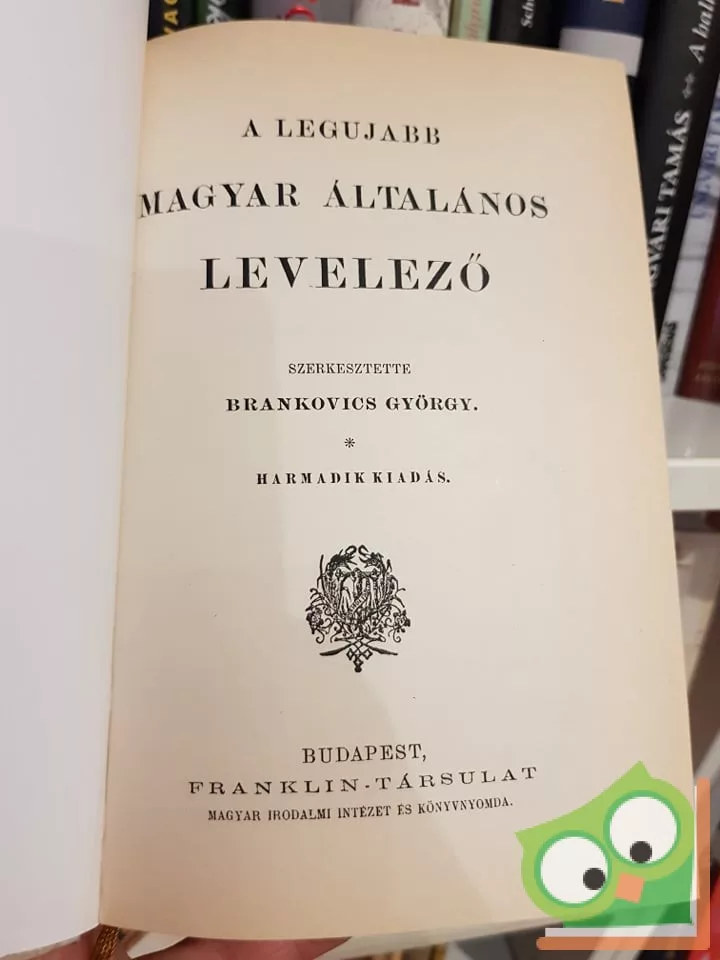 A LEGUJABB
MAGYAR ÁLTALÁNOS
LEVELEZŐ
SZERKESZTETTE
BRANKOVICS GYÖRGY.
*
HARMADIK KIADÁS.
BUDAPEST,
FRANKLIN-TÁRSULAT
MAGYAR IRODALMI INTÉZET ÉS KÖNYVNYOMDA.